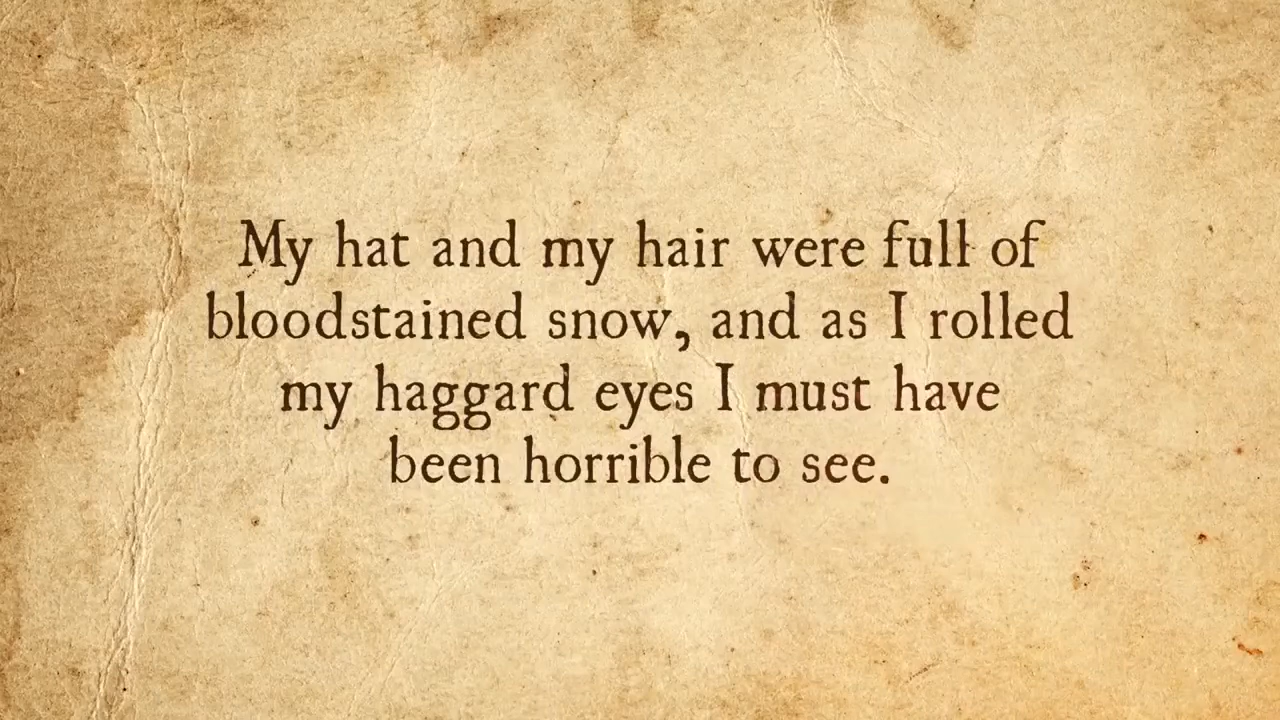 My hat and my hair were full of
bloodstained snow, and as I rolled
my haggard eyes I must have
been horrible to see.